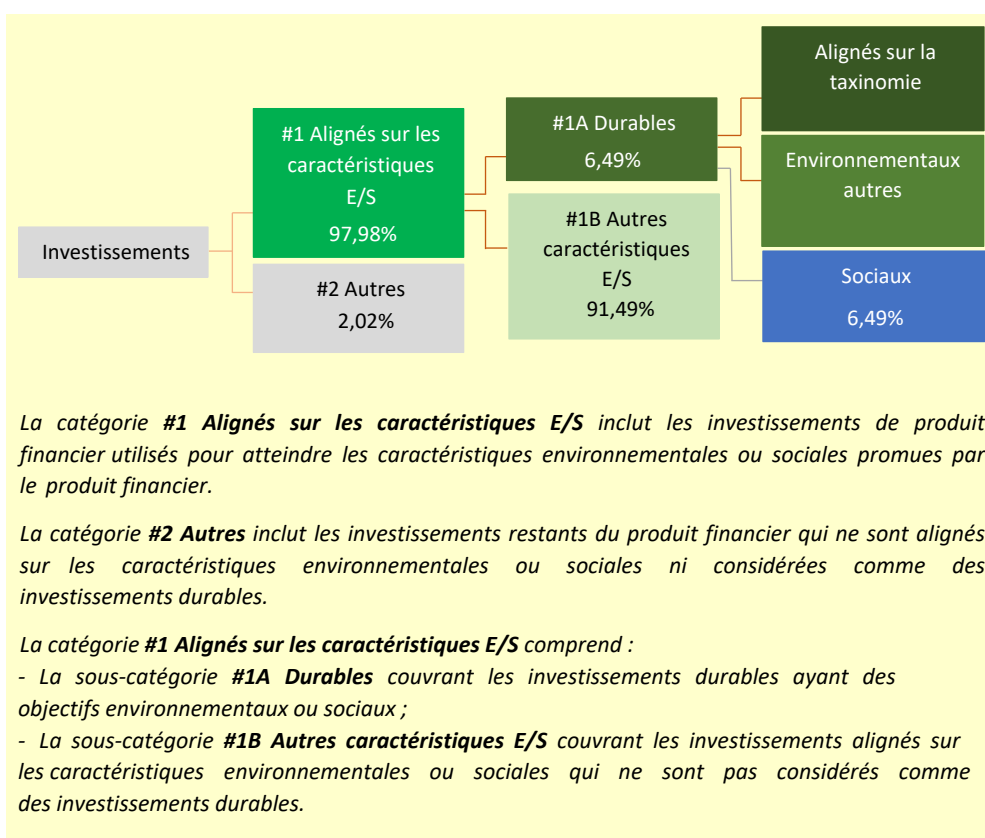 Investissements
#1 Alignés sur les
caractéristiques
E/S
97,98%
#2 Autres
2,02%
#1A Durables
6,49%
#1B Autres
caractéristiques
E/S
91,49%
Alignés sur la
taxinomie
Environnementaux
autres
Sociaux
6,49%
La catégorie #1 Alignés sur les caractéristiques E/S inclut les investissements de produit
financier utilisés pour atteindre les caractéristiques environnementales ou sociales promues par
le produit financier.
La catégorie #2 Autres inclut les investissements restants du produit financier qui ne sont alignés
sur les caractéristiques environnementales ou sociales ni considérées comme des
investissements durables.
La catégorie #1 Alignés sur les caractéristiques E/S comprend :
- La sous-catégorie #1A Durables couvrant les investissements durables ayant des
objectifs environnementaux ou sociaux ;
- La sous-catégorie #1B Autres caractéristiques E/S couvrant les investissements alignés sur
les caractéristiques environnementales ou sociales qui ne sont pas considérés comme
des investissements durables.